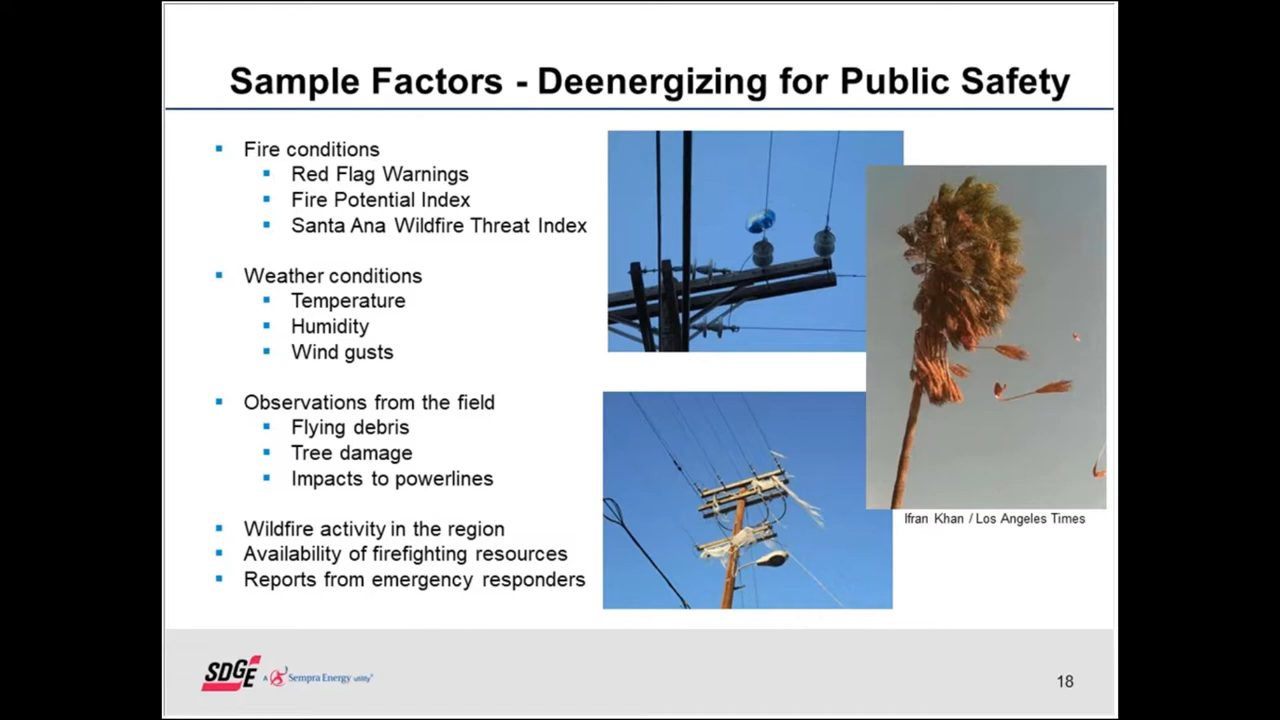 Sample Factors - Deenergizing for Public Safety
Fire conditions
Red Flag Warnings
Fire Potential Index
Santa Ana Wildfire Threat Index
Weather conditions
Temperature
Humidity
Wind gusts
Observations from the field
Flying debris
Tree damage
Impacts to powerlines
Wildfire activity in the region
Availability of firefighting resources
Reports from emergency responders
Ifran Khan / Los Angeles Times
SDGE A Sempra Energy utility®
18